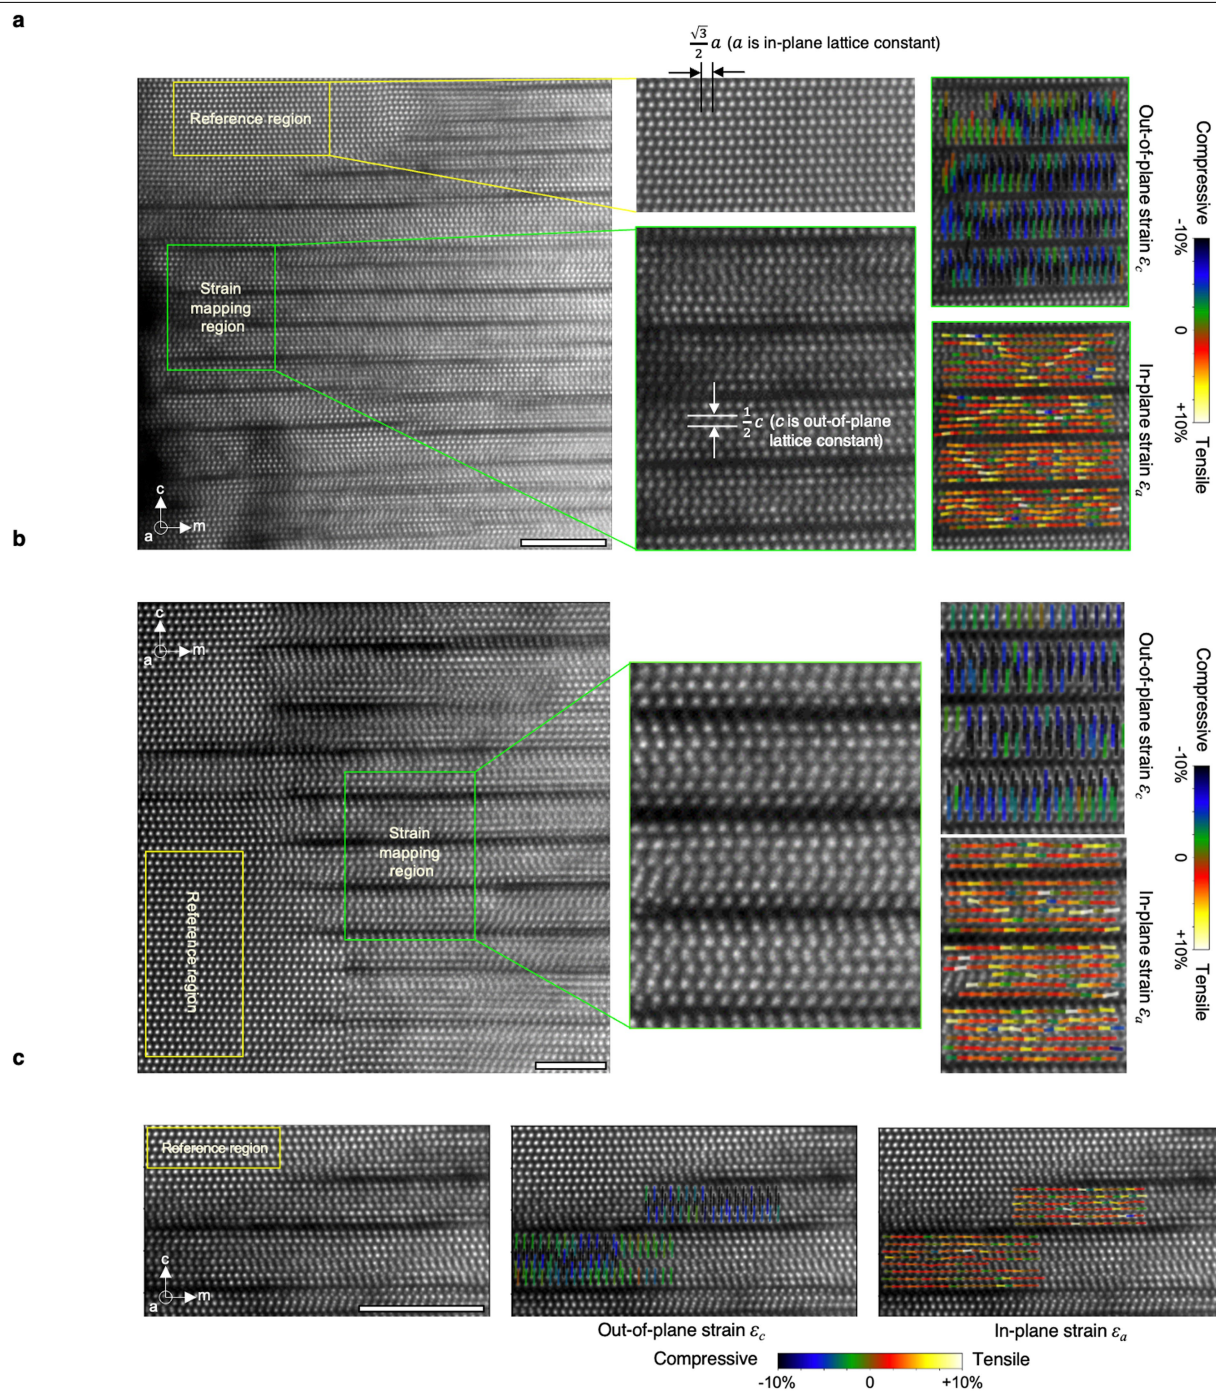 a
√3/2 a (a is in-plane lattice constant)
Reference region
Strain
mapping
region
1/2 c (c is out-of-plane
lattice constant)
c
m
a
Out-of-plane strain εc
In-plane strain εa
Compressive
-10%
0
+10%
Tensile
b
c
m
a
Reference region
Strain
mapping
region
Out-of-plane strain εc
In-plane strain εa
Compressive
-10%
0
+10%
Tensile
c
Reference region
c
m
a
Out-of-plane strain εc
In-plane strain εa
Compressive
Tensile
-10%
0
+10%